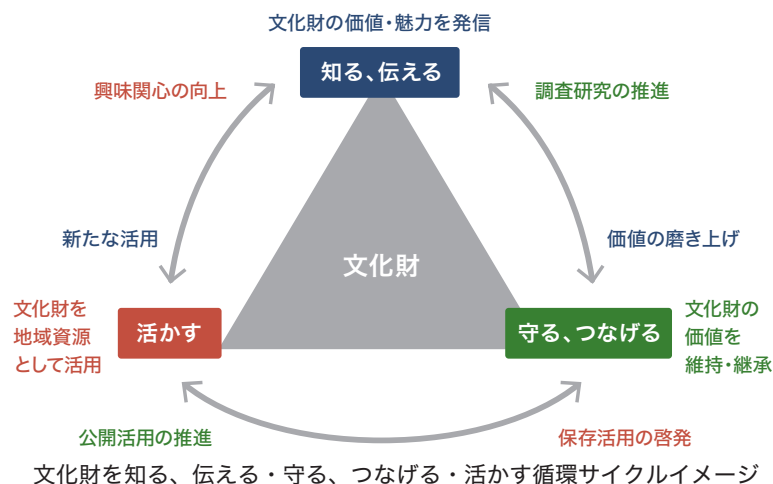 文化財の価値・魅力を発信
知る、伝える
興味関心の向上
調査研究の推進
新たな活用
価値の磨き上げ
文化財
文化財を
地域資源
として活用
活かす
守る、つなげる
文化財の
価値を
維持・継承
公開活用の推進
保存活用の啓発
文化財を知る、伝える・守る、つなげる・活かす循環サイクルイメージ